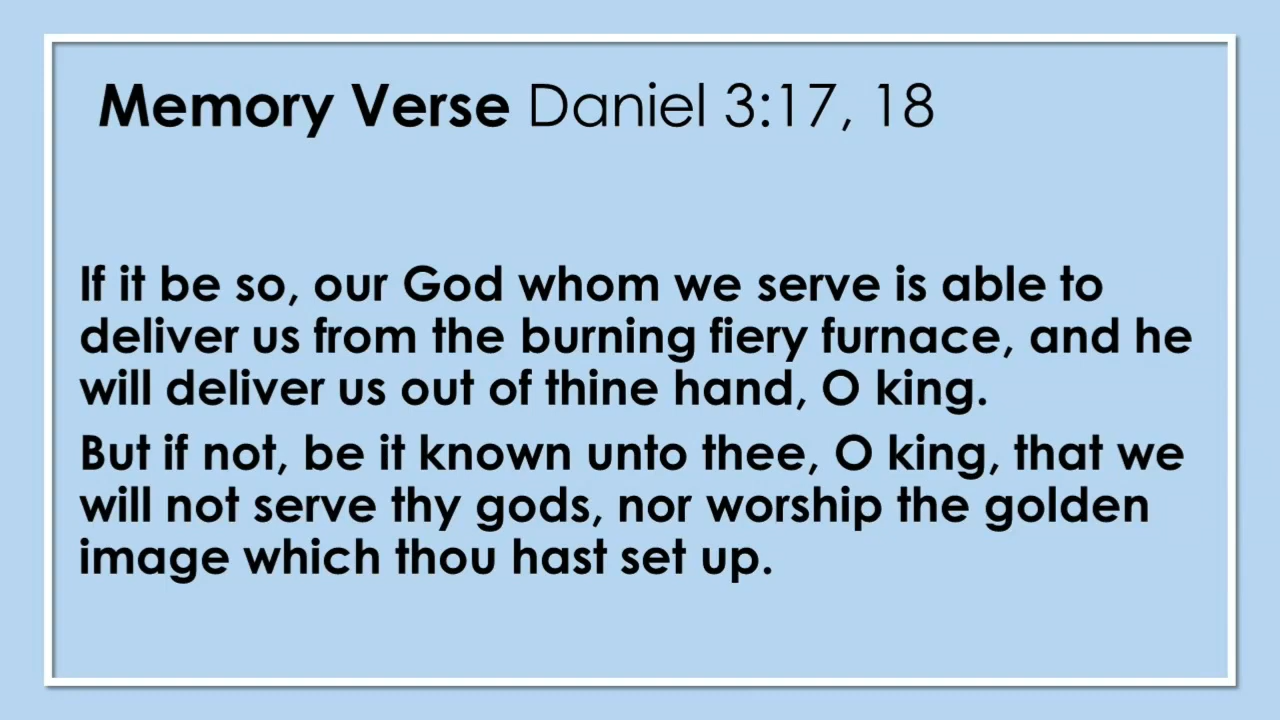 Memory Verse Daniel 3:17, 18
If it be so, our God whom we serve is able to
deliver us from the burning fiery furnace, and he
will deliver us out of thine hand, O king.
But if not, be it known unto thee, O king, that we
will not serve thy gods, nor worship the golden
image which thou hast set up.